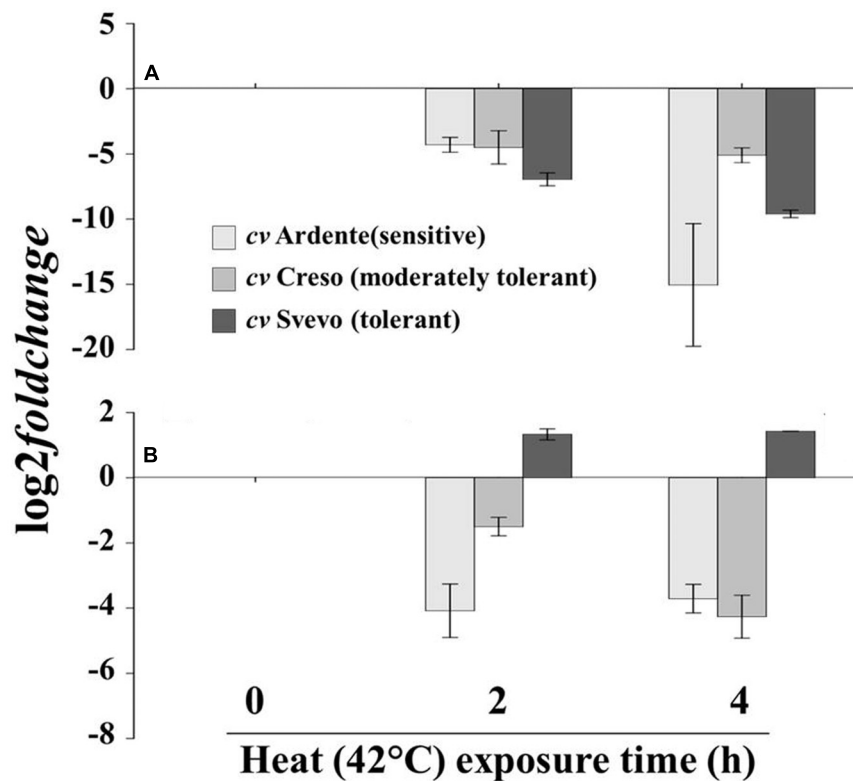 5
A
0
-5
-10
-15
-20
cv Ardente(sensitive)
cv Creso (moderately tolerant)
cv Svevo (tolerant)
log2foldchange
2
B
0
-2
-4
-6
-8
0 2 4
Heat (42°C) exposure time (h)